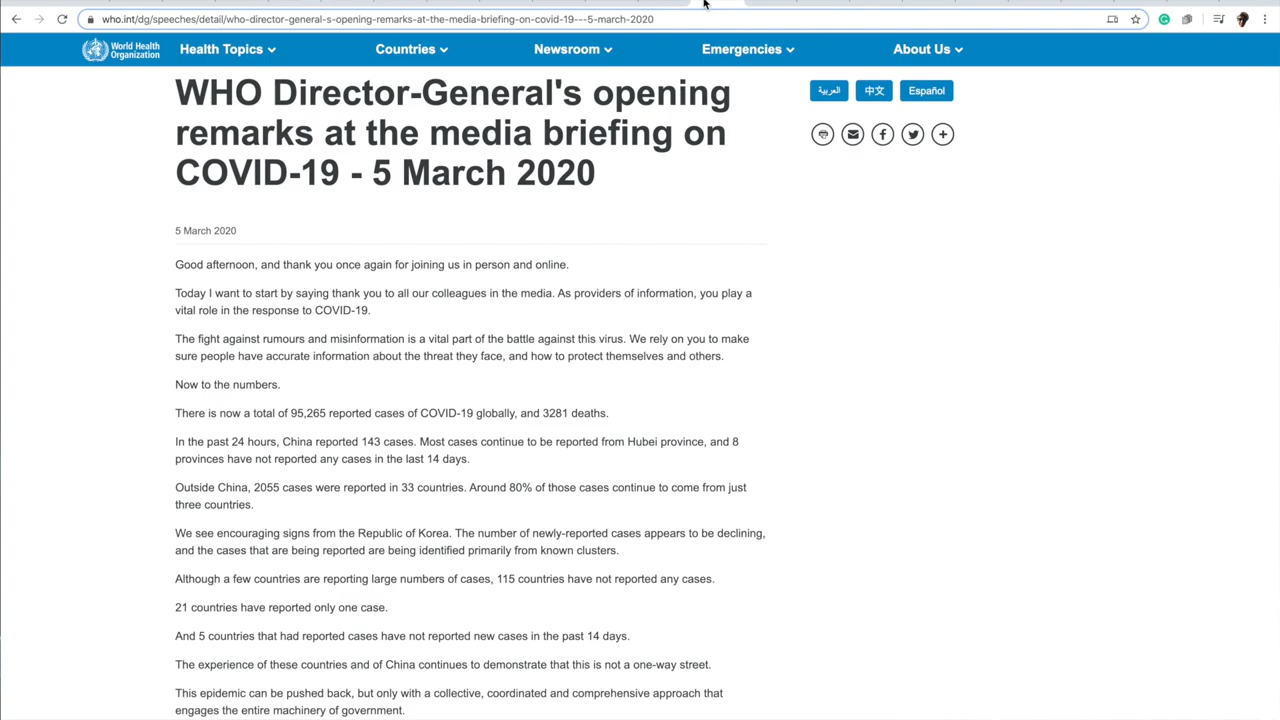 who.int/dg/speeches/detail/who-director-general-s-opening-remarks-at-the-media-briefing-on-covid-19---5-march-2020
World Health
Organization
Health Topics
Countries
Newsroom
Emergencies
About Us
WHO Director-General's opening
remarks at the media briefing on
COVID-19 - 5 March 2020
العربية
中文
Español
5 March 2020
Good afternoon, and thank you once again for joining us in person and online.
Today I want to start by saying thank you to all our colleagues in the media. As providers of information, you play a
vital role in the response to COVID-19.
The fight against rumours and misinformation is a vital part of the battle against this virus. We rely on you to make
sure people have accurate information about the threat they face, and how to protect themselves and others.
Now to the numbers.
There is now a total of 95,265 reported cases of COVID-19 globally, and 3281 deaths.
In the past 24 hours, China reported 143 cases. Most cases continue to be reported from Hubei province, and 8
provinces have not reported any cases in the last 14 days.
Outside China, 2055 cases were reported in 33 countries. Around 80% of those cases continue to come from just
three countries.
We see encouraging signs from the Republic of Korea. The number of newly-reported cases appears to be declining,
and the cases that are being reported are being identified primarily from known clusters.
Although a few countries are reporting large numbers of cases, 115 countries have not reported any cases.
21 countries have reported only one case.
And 5 countries that had reported cases have not reported new cases in the past 14 days.
The experience of these countries and of China continues to demonstrate that this is not a one-way street.
This epidemic can be pushed back, but only with a collective, coordinated and comprehensive approach that
engages the entire machinery of government.